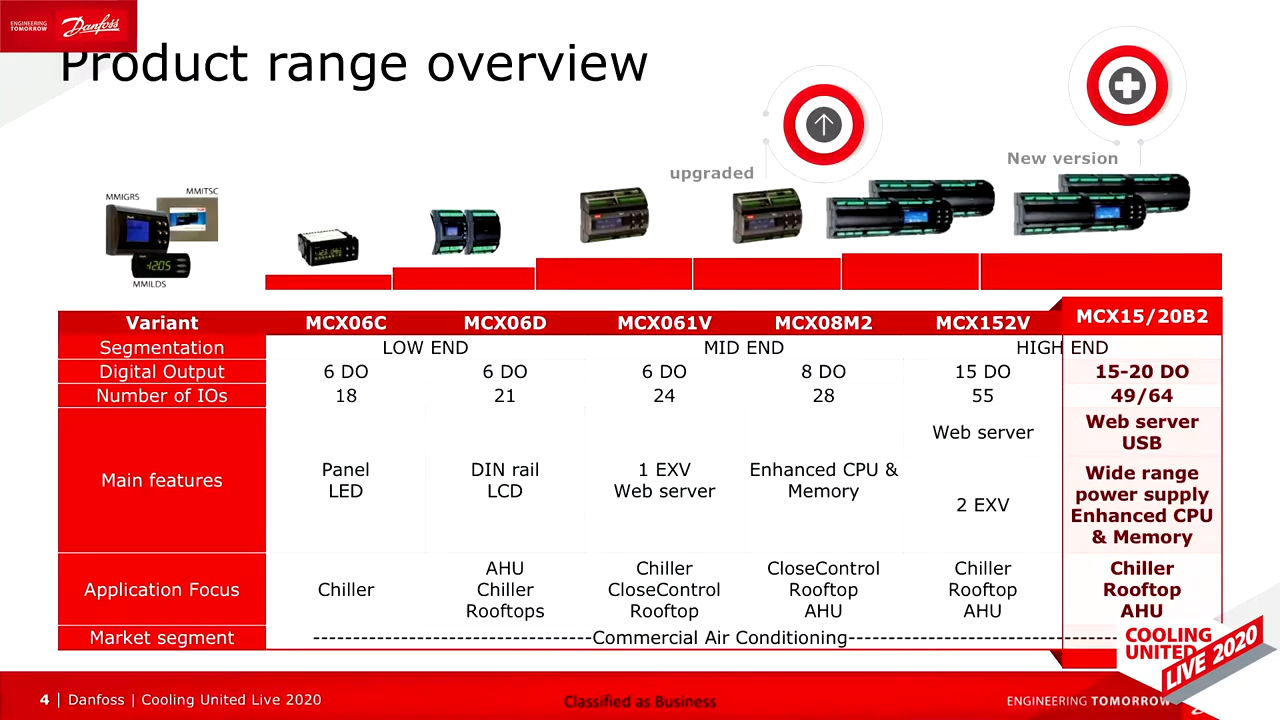 ENGINEERING
TOMORROW
Danfoss
Product range overview
New version
upgraded
MMIGRS
MMITSC
MMILDS
Variant MCX06C MCX06D MCX061V MCX08M2 MCX152V MCX15/20B2
Segmentation LOW END MID END HIGH END
Digital Output 6 DO 6 DO 6 DO 8 DO 15 DO 15-20 DO
Number of IOs 18 21 24 28 55 49/64
Main features
Panel
LED
DIN rail
LCD
1 EXV
Web server
Enhanced CPU &
Memory
Web server
2 EXV
Web server
USB
Wide range
power supply
Enhanced CPU
& Memory
Application Focus
Chiller
AHU
Chiller
Rooftops
Chiller
CloseControl
Rooftop
CloseControl
Rooftop
AHU
Chiller
Rooftop
AHU
Chiller
Rooftop
AHU
Market segment -----------------------------------Commercial Air Conditioning----------------------------------
COOLING
UNITED
LIVE 2020
4 | Danfoss | Cooling United Live 2020 Classified as Business ENGINEERING TOMORROW